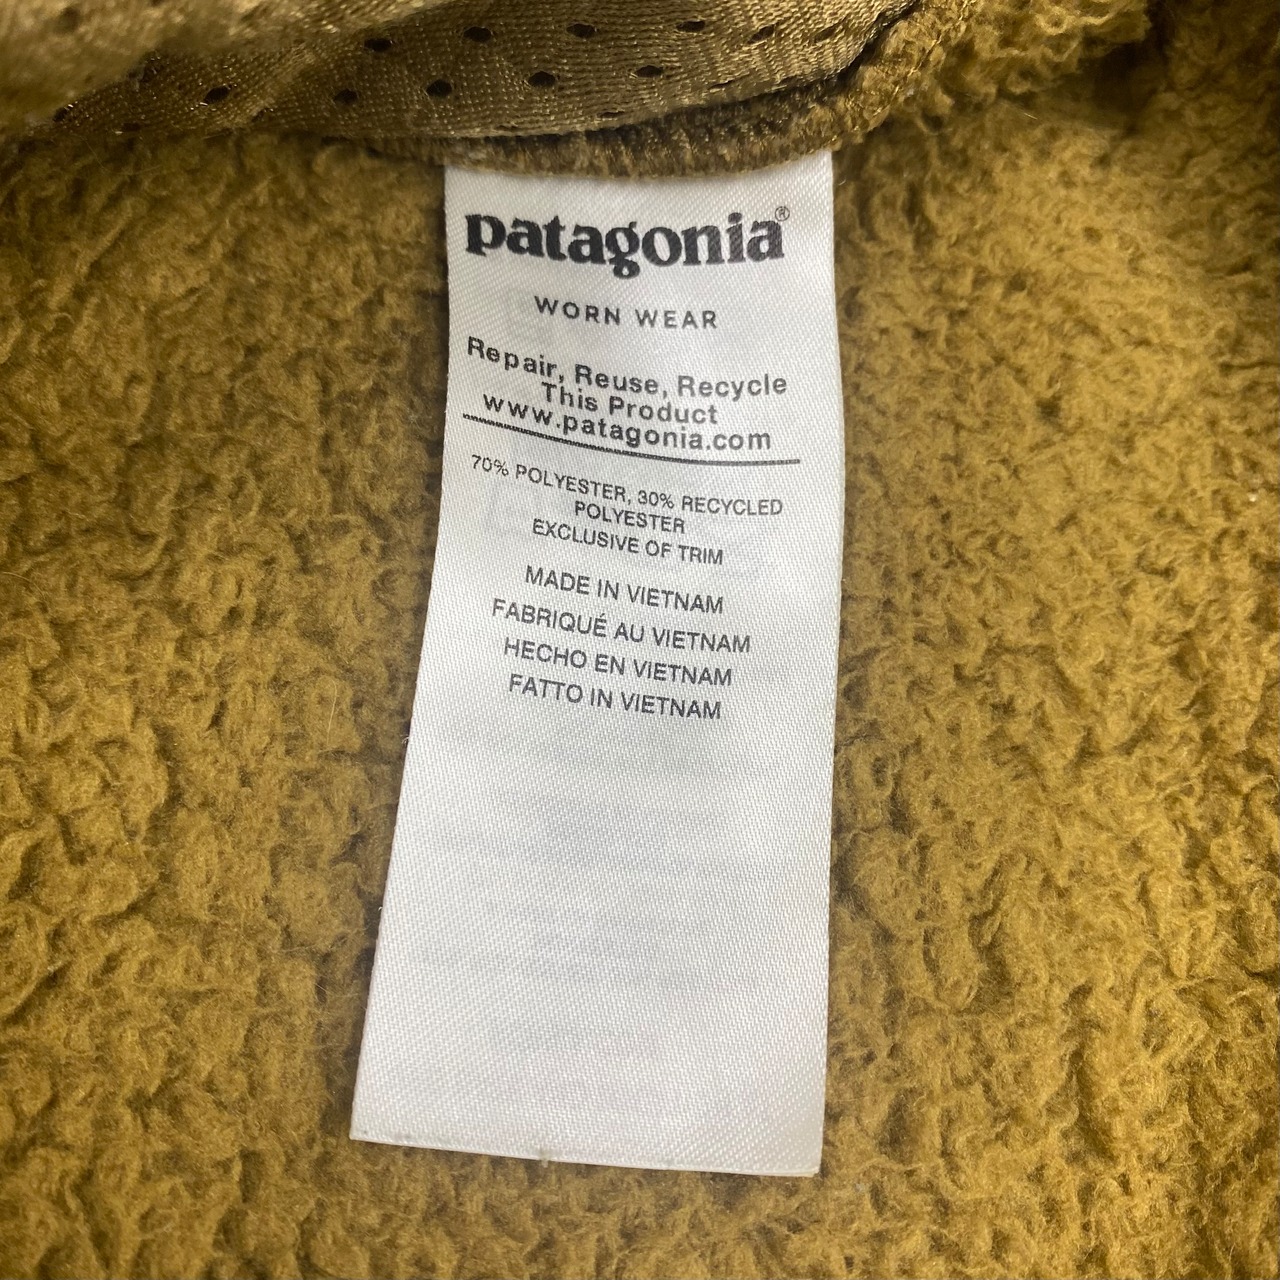 patagonia®
WORN WEAR
Repair, Reuse, Recycle
This Product
www.patagonia.com
70% POLYESTER, 30% RECYCLED
POLYESTER
EXCLUSIVE OF TRIM
MADE IN VIETNAM
FABRIQUÉ AU VIETNAM
HECHO EN VIETNAM
FATTO IN VIETNAM